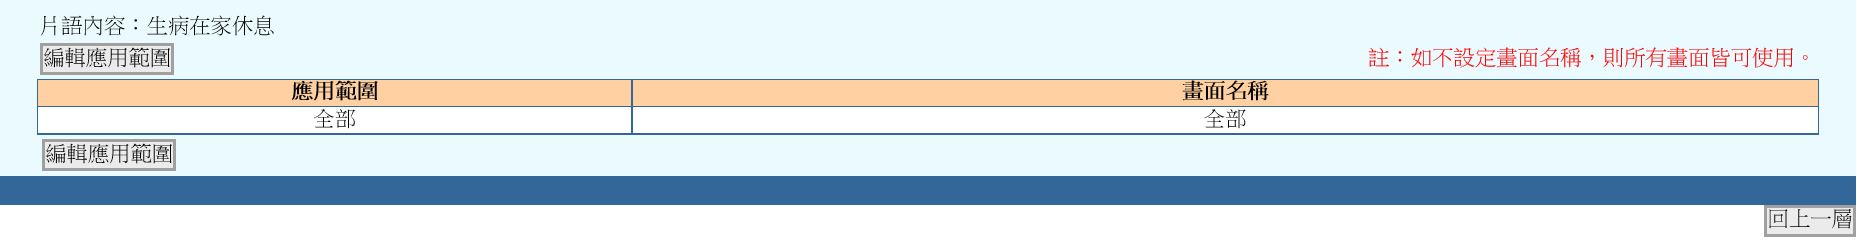 片語內容：生病在家休息
編輯應用範圍
註：如不設定畫面名稱，則所有畫面皆可使用。
應用範圍 畫面名稱
全部 全部
編輯應用範圍
回上一層